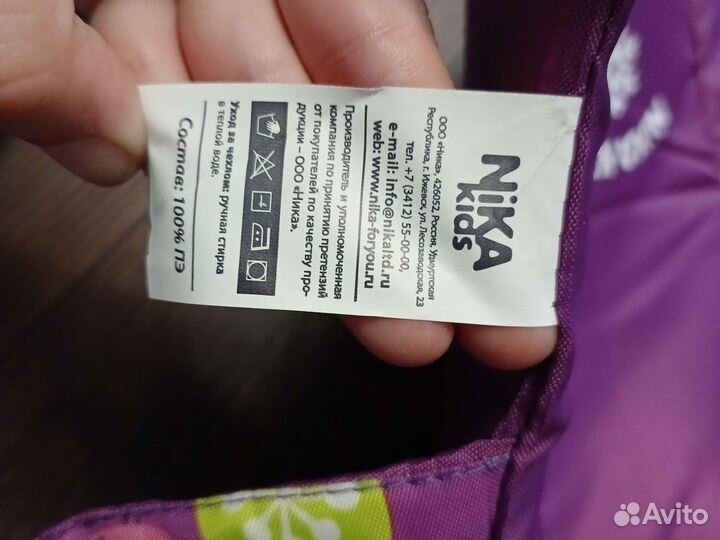 NiKA
kids
ООО «Ника», 426052, Россия, Удмуртская
Республика, г. Ижевск, ул. Лесозаводская, 23
тел. +7 (3412) 55-00-00,
e-mail: info@nikaltd.ru
web: www.nika-foryou.ru
Производитель и уполномоченная
компания по принятию претензий
от покупателей по качеству про-
дукции – ООО «Ника».
Уход за чехлом: ручная стирка
в теплой воде.
Состав: 100% ПЭ
Avito